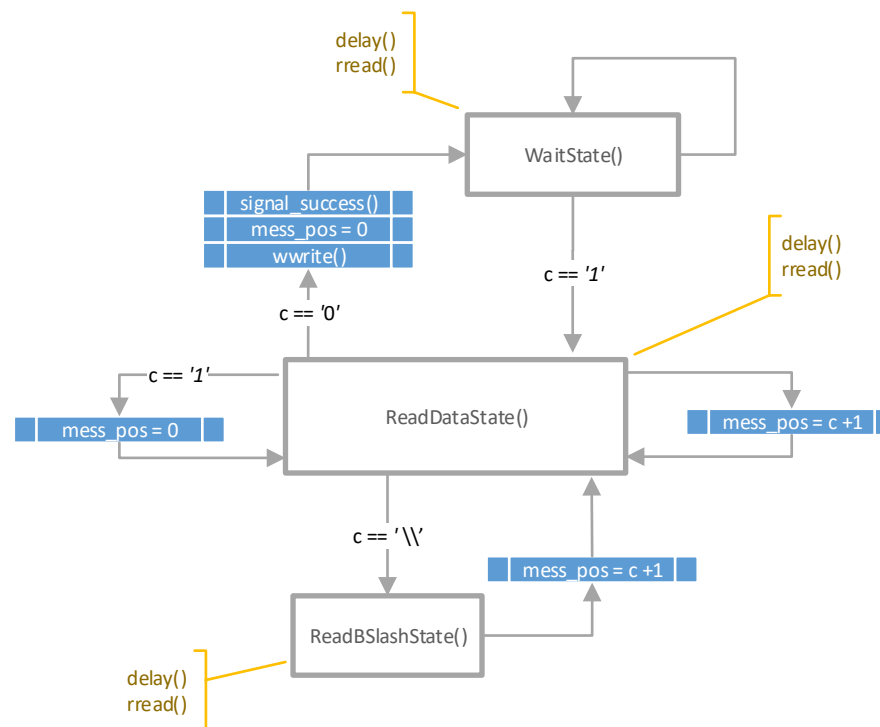 delay()
rread()
WaitState()
signal_success()
mess_pos = 0
wwrite()
delay()
rread()
c == '1'
c == '0'
c == '1'
mess_pos = 0
ReadDataState()
mess_pos = c +1
c == '\\'
mess_pos = c +1
ReadBSlashState()
delay()
rread()